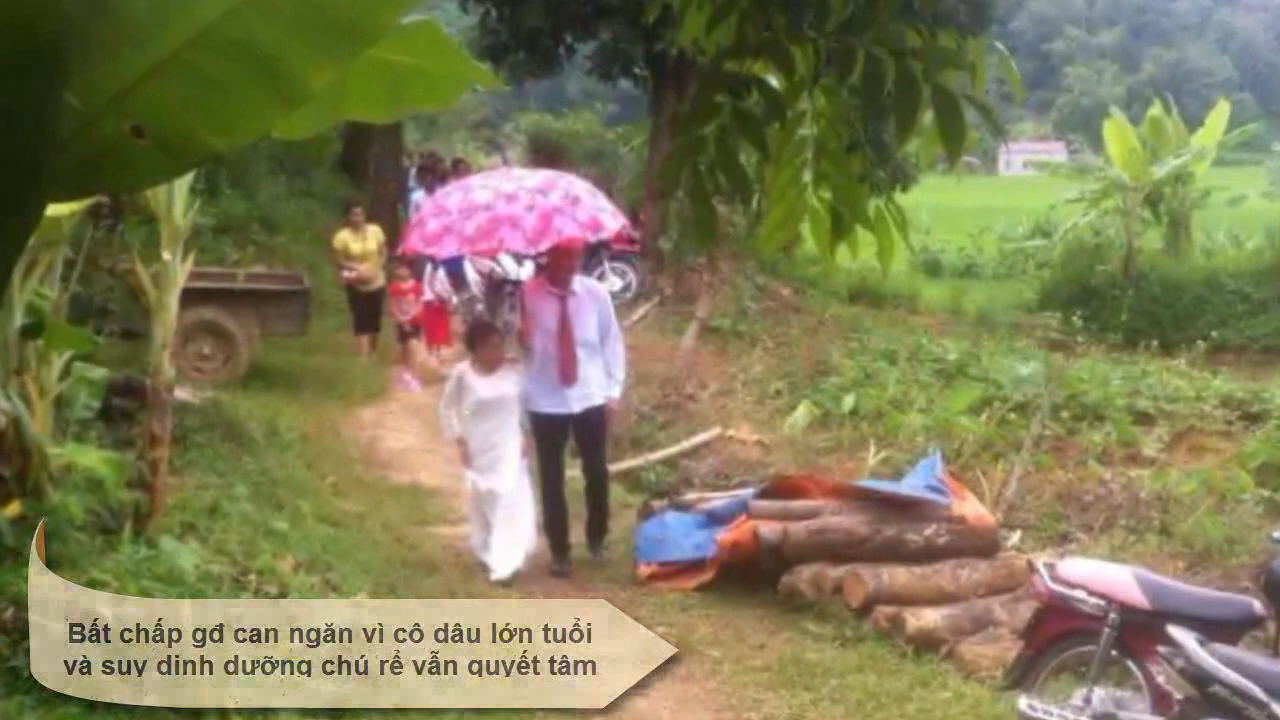 Bất chấp gđ can ngăn vì cô dâu lớn tuổi
và suy dinh dưỡng chú rể vẫn quyết tâm